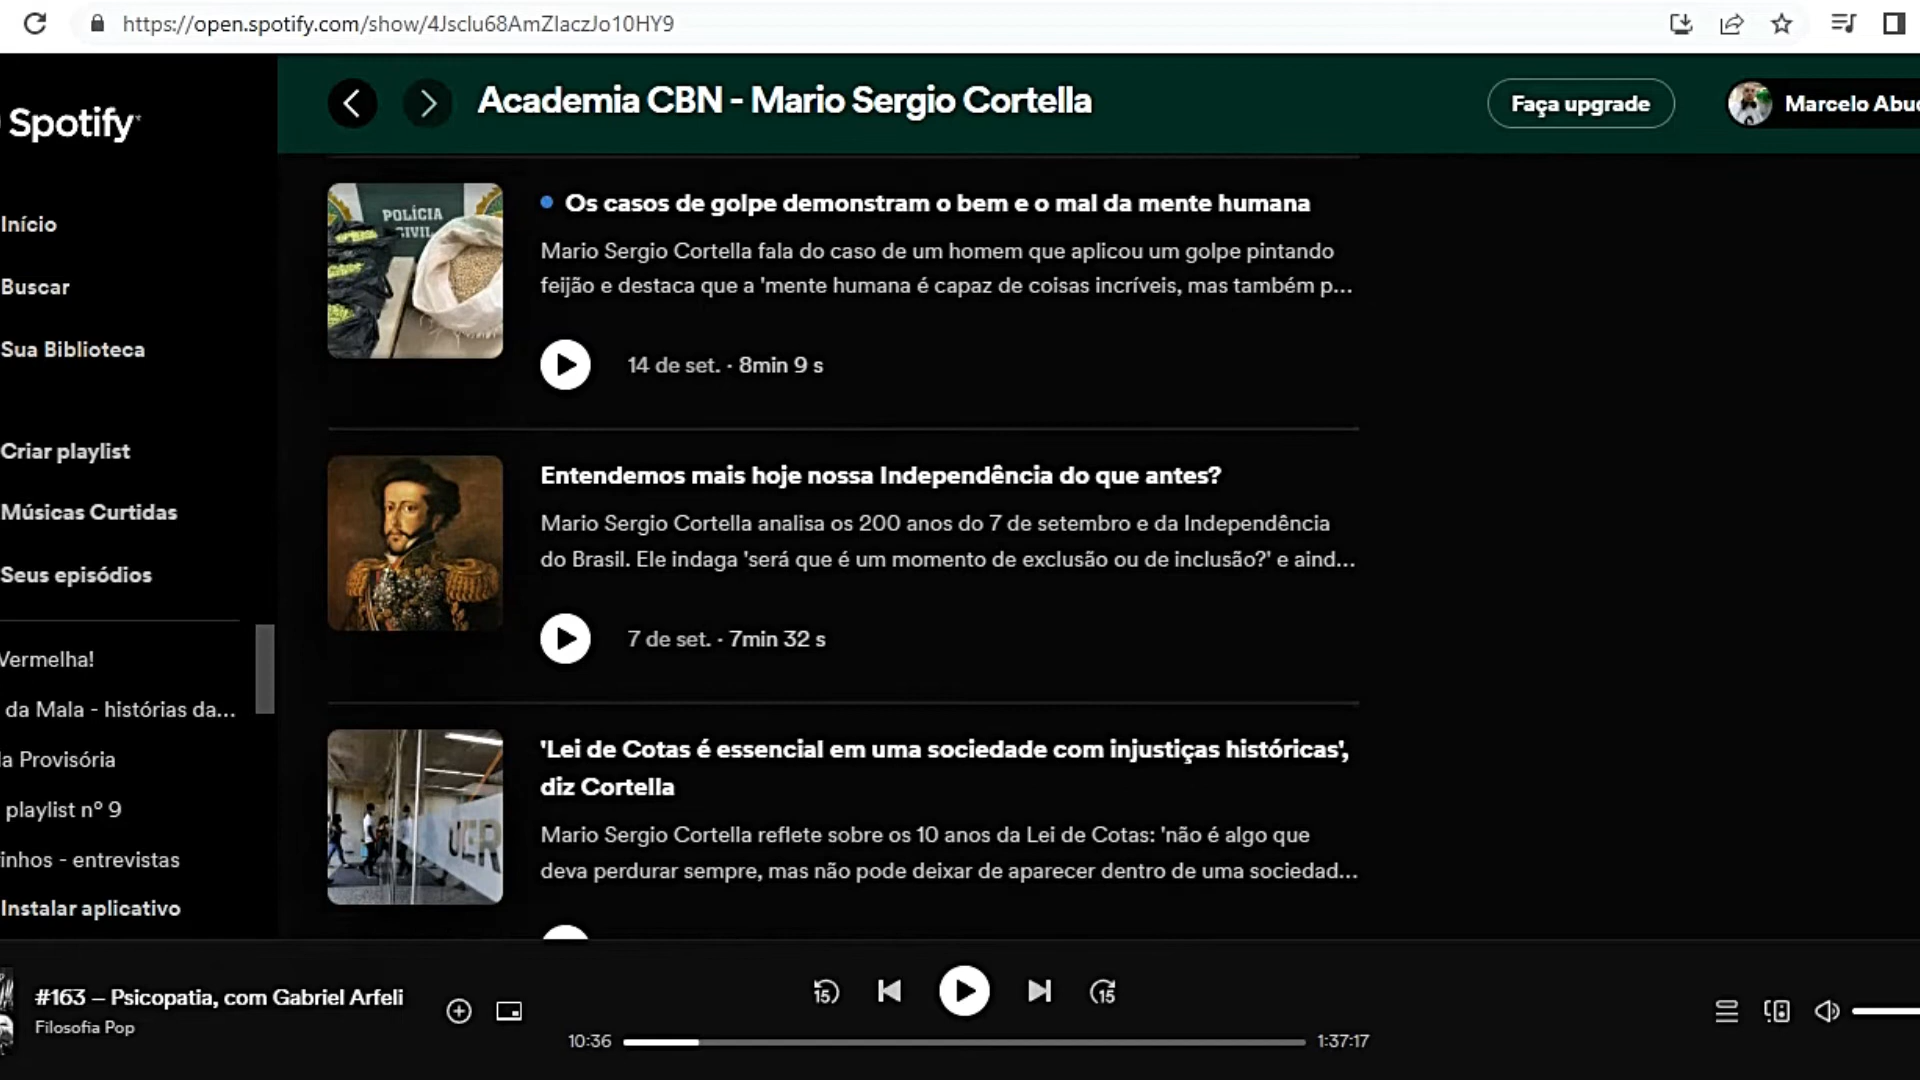 https://open.spotify.com/show/4Jsclu68AmZlaczJo10HY9
Spotify
Academia CBN - Mario Sergio Cortella
Faça upgrade
Marcelo
Início
Buscar
Sua Biblioteca
Criar playlist
Músicas Curtidas
Seus episódios
Vermelha!
da Mala - histórias da...
Provisória
playlist nº 9
- entrevistas
Instalar aplicativo
POLÍCIA
CIVIL
Os casos de golpe demonstram o bem e o mal da mente humana
Mario Sergio Cortella fala do caso de um homem que aplicou um golpe pintando
feijão e destaca que a 'mente humana é capaz de coisas incríveis, mas também p...
14 de set. · 8min 9 s
Entendemos mais hoje nossa Independência do que antes?
Mario Sergio Cortella analisa os 200 anos do 7 de setembro e da Independência
do Brasil. Ele indaga 'será que é um momento de exclusão ou de inclusão?' e aind...
7 de set. · 7min 32 s
'Lei de Cotas é essencial em uma sociedade com injustiças históricas',
diz Cortella
Mario Sergio Cortella reflete sobre os 10 anos da Lei de Cotas: 'não é algo que
deva perdurar sempre, mas não pode deixar de aparecer dentro de uma sociedad...
#163 – Psicopatia, com Gabriel Arfeli
Filosofia Pop
15
15
10:36
1:37:17